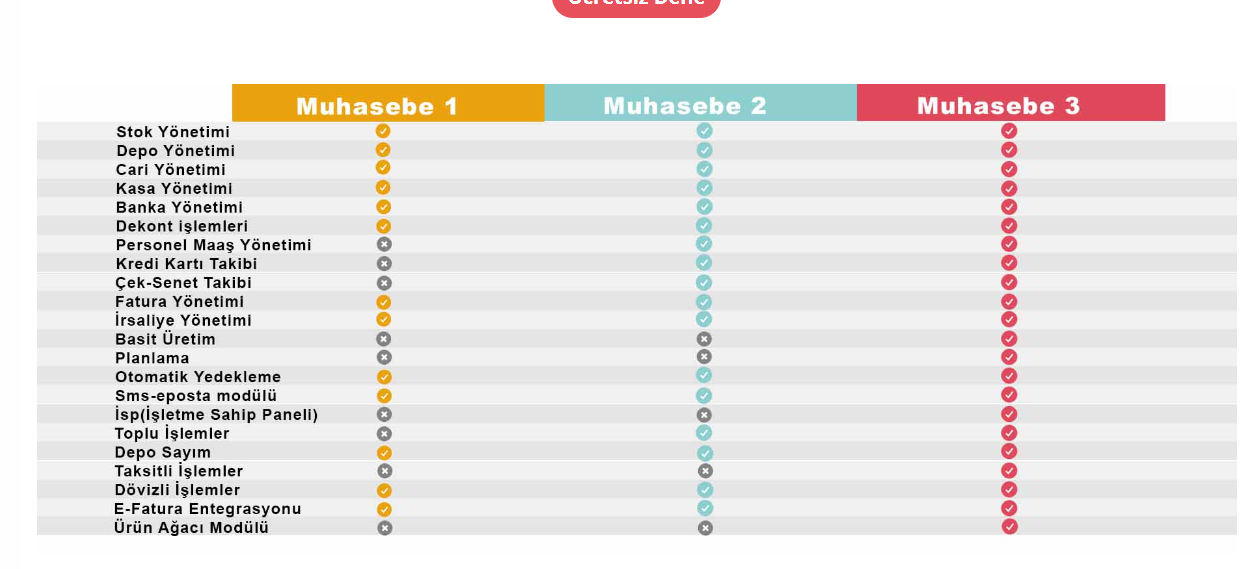 Ücretsiz Dene
Muhasebe 1 Muhasebe 2 Muhasebe 3
Stok Yönetimi
Depo Yönetimi
Cari Yönetimi
Kasa Yönetimi
Banka Yönetimi
Dekont işlemleri
Personel Maaş Yönetimi
Kredi Kartı Takibi
Çek-Senet Takibi
Fatura Yönetimi
İrsaliye Yönetimi
Basit Üretim
Planlama
Otomatik Yedekleme
Sms-eposta modülü
İsp(İşletme Sahip Paneli)
Toplu İşlemler
Depo Sayım
Taksitli İşlemler
Dövizli İşlemler
E-Fatura Entegrasyonu
Ürün Ağacı Modülü